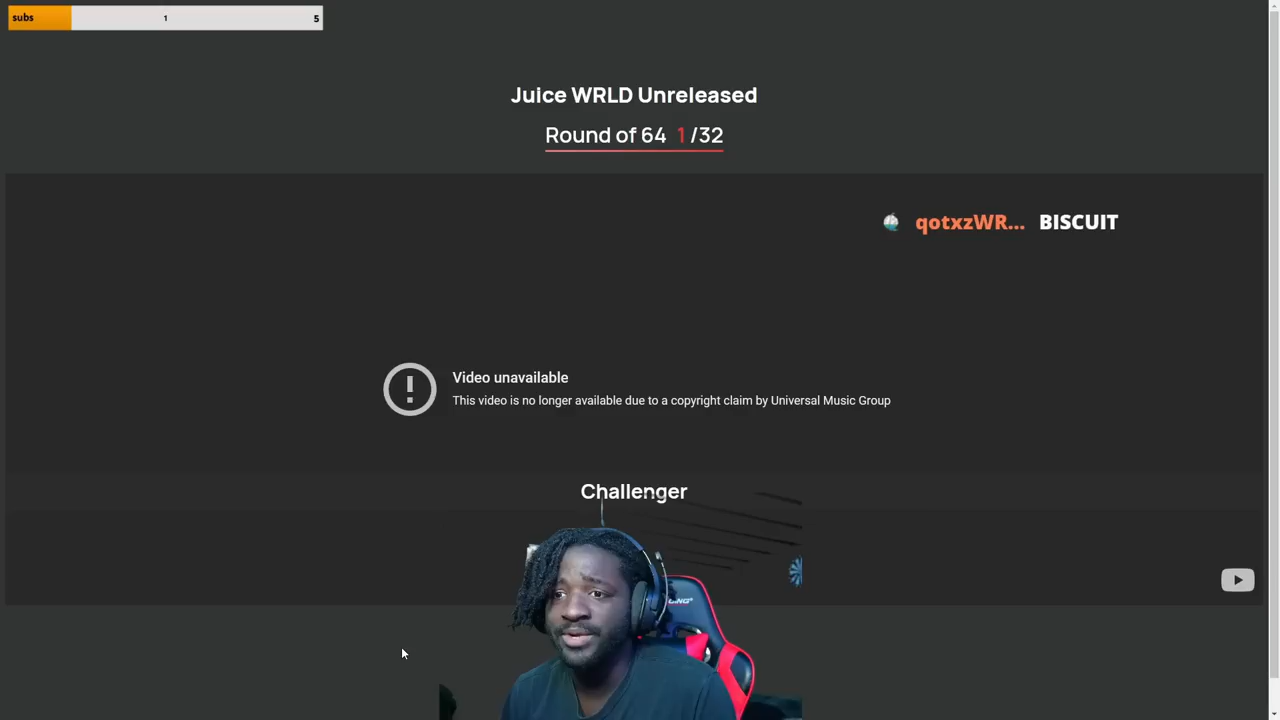 subs 1 5
Juice WRLD Unreleased
Round of 64 1 /32
qotxzWR... BISCUIT
Video unavailable
This video is no longer available due to a copyright claim by Universal Music Group
Challenger